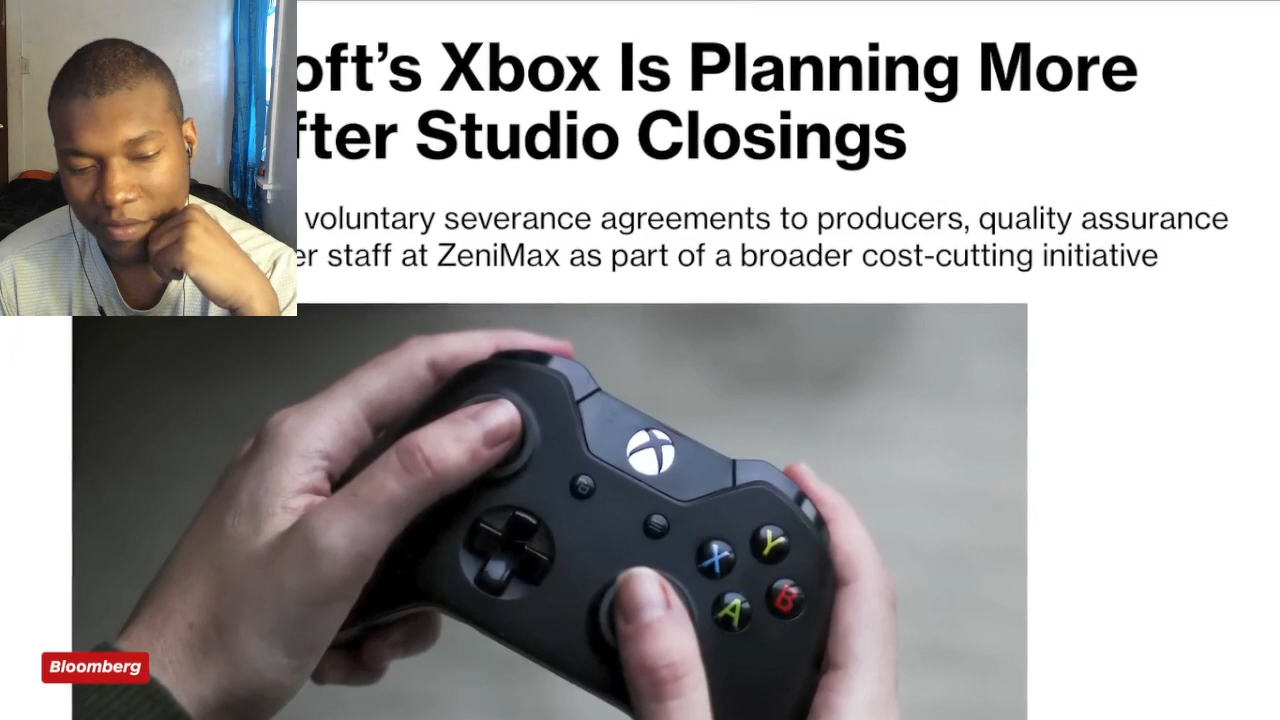 oft’s Xbox Is Planning More
fter Studio Closings
voluntary severance agreements to producers, quality assurance
er staff at ZeniMax as part of a broader cost-cutting initiative
X
Y
A
B
Bloomberg